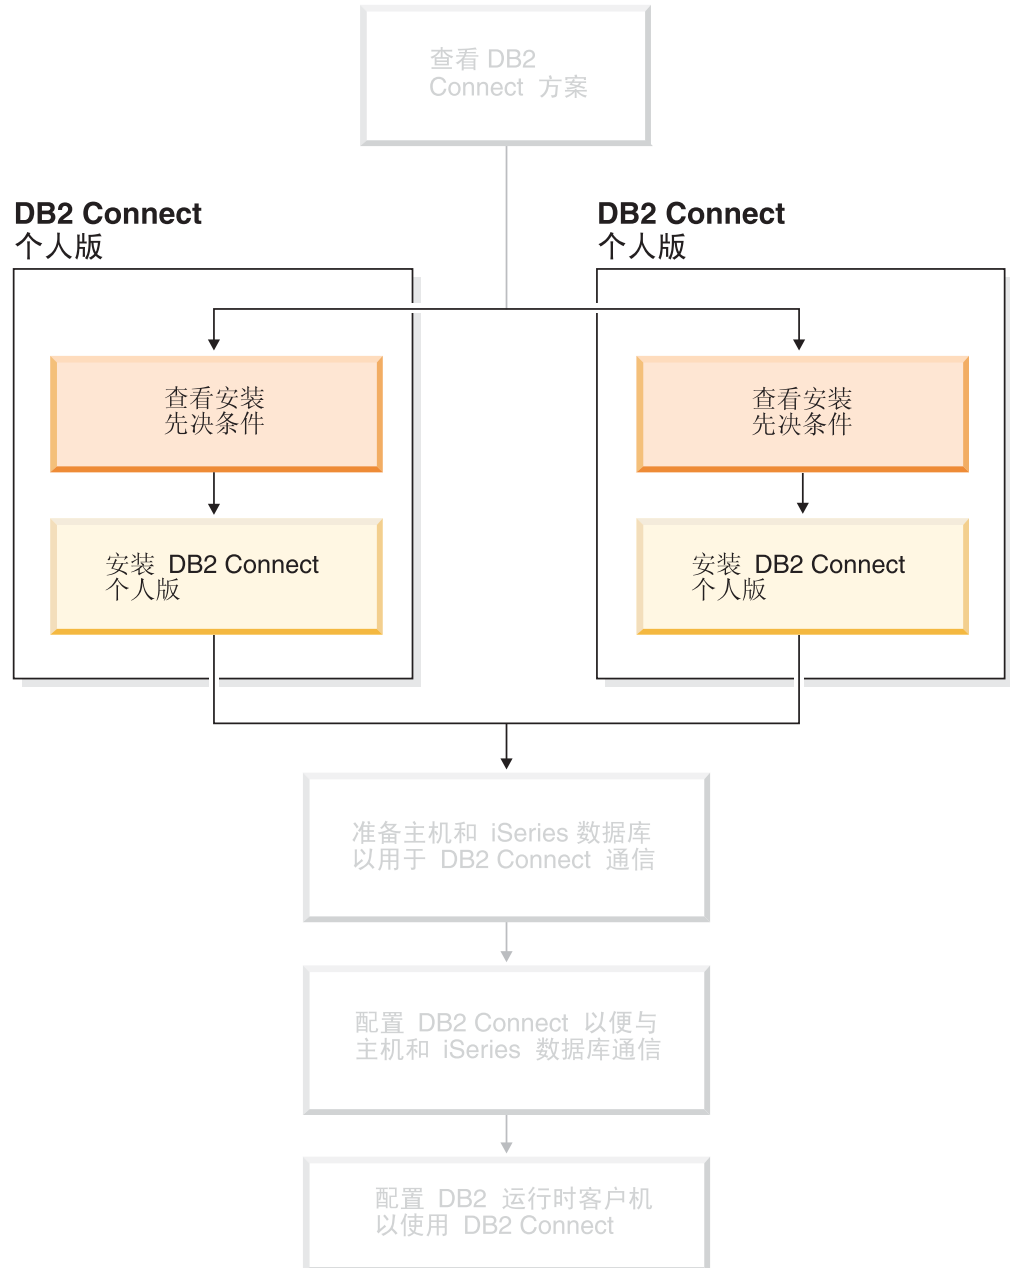 查看 DB2
Connect 方案
DB2 Connect
个人版
查看安装
先决条件
安装 DB2 Connect
个人版
DB2 Connect
个人版
查看安装
先决条件
安装 DB2 Connect
个人版
准备主机和 iSeries 数据库
以用于 DB2 Connect 通信
配置 DB2 Connect 以便与
主机和 iSeries 数据库通信
配置 DB2 运行时客户机
以使用 DB2 Connect